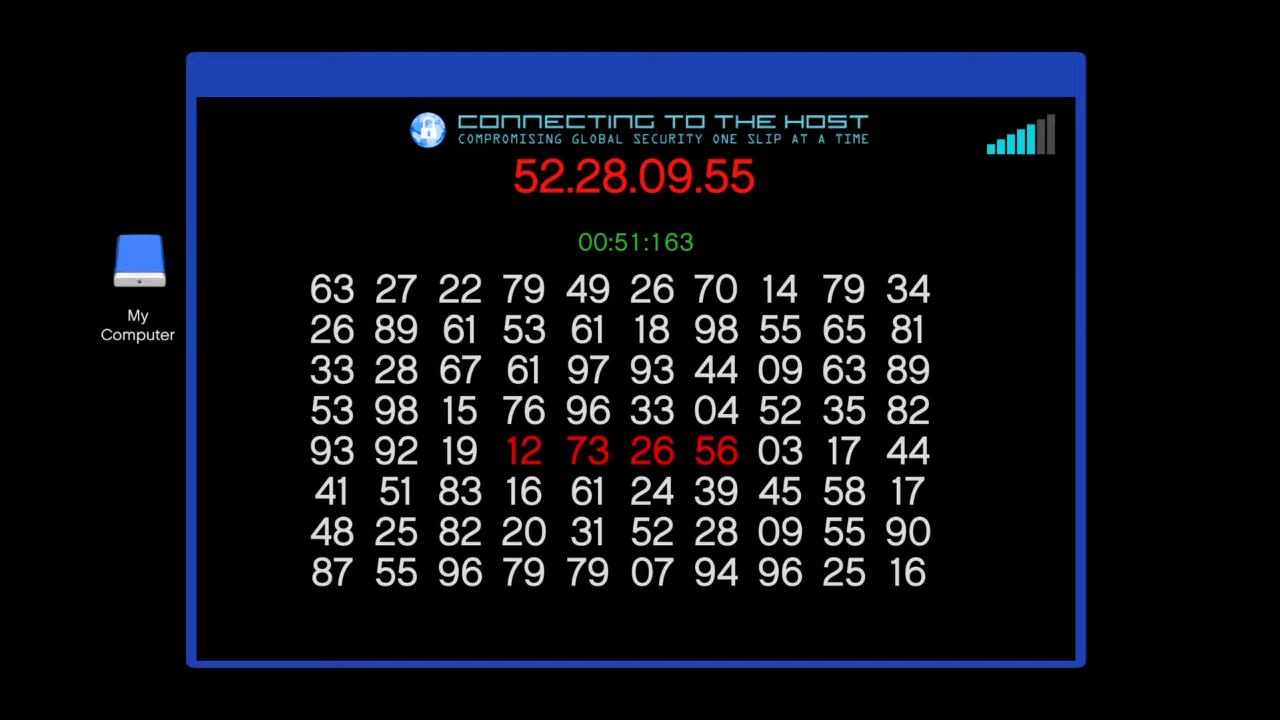 CONNECTING TO THE HOST
COMPROMISING GLOBAL SECURITY ONE SLIP AT A TIME
52.28.09.55
00:51:163
My
Computer
63 27 22 79 49 26 70 14 79 34
26 89 61 53 61 18 98 55 65 81
33 28 67 61 97 93 44 09 63 89
53 98 15 76 96 33 04 52 35 82
93 92 19 12 73 26 56 03 17 44
41 51 83 16 61 24 39 45 58 17
48 25 82 20 31 52 28 09 55 90
87 55 96 79 79 07 94 96 25 16